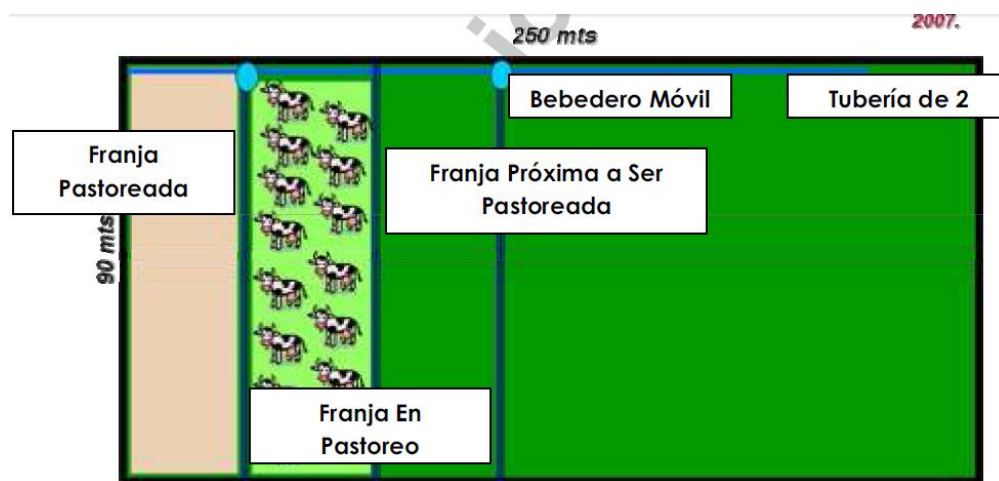 2007.
250 mts
Bebedero Móvil
Tubería de 2
Franja
Pastoreada
Franja Próxima a Ser
Pastoreada
90 mts
Franja En
Pastoreo